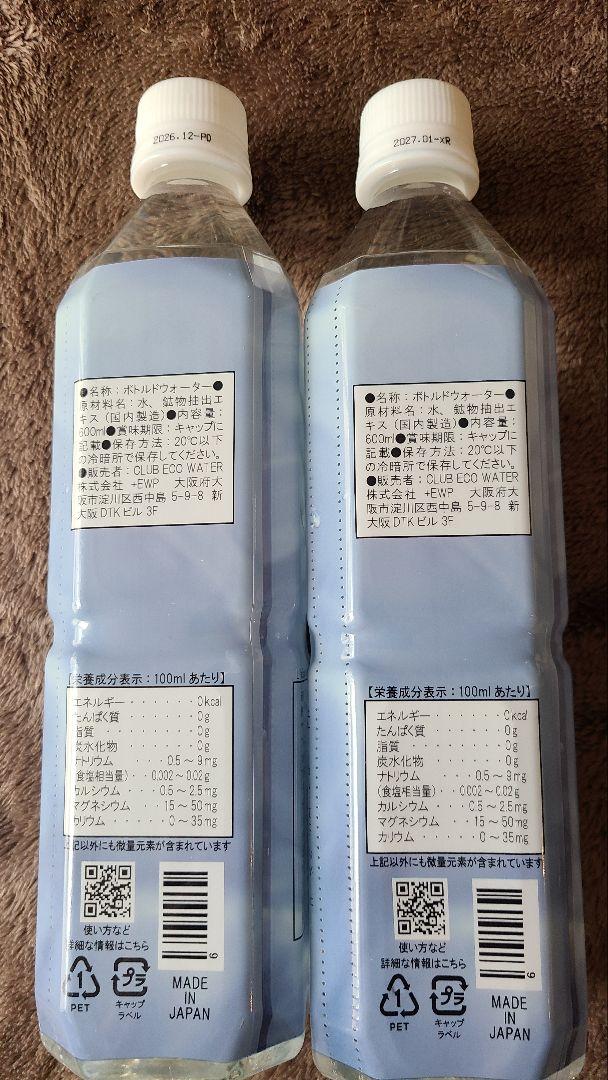 2026.12-PD
●名称：ボトルドウォーター●
原材料名：水、鉱物抽出エ
キス（国内製造）●内容量：
600ml●賞味期限：キャップに
記載●保存方法：20℃以下
の冷暗所で保存してください。
●販売者：CLUB ECO WATER
株式会社 +EWP 大阪府大
阪市淀川区西中島 5-9-8 新
大阪DTKビル 3F
【栄養成分表示：100mlあたり】
エネルギー・・・・・・・0kcal
たんぱく質・・・・・・・0g
脂質・・・・・・・0g
炭水化物・・・・・・・0g
ナトリウム・・・・0.5～9mg
(食塩相当量)・・・0.002～0.02g
カルシウム・・・・0.5～2.5mg
マグネシウム・・・15～50mg
カリウム・・・・・0～35mg
上記以外にも微量元素が含まれています
使い方など
詳細な情報はこちら
1
PET
プラ
キャップ
ラベル
MADE
IN
JAPAN
2027.01-XR
●名称：ボトルドウォーター●
原材料名：水、鉱物抽出エ
キス（国内製造）●内容量：
600ml●賞味期限：キャップに
記載●保存方法：20℃以下
の冷暗所で保存してください。
●販売者：CLUB ECO WATER
株式会社 +EWP 大阪府大
阪市淀川区西中島 5-9-8 新
大阪DTKビル 3F
【栄養成分表示：100mlあたり】
エネルギー・・・・・・・0kcal
たんぱく質・・・・・・・0g
脂質・・・・・・・0g
炭水化物・・・・・・・0g
ナトリウム・・・・0.5～9mg
(食塩相当量)・・・0.002～0.02g
カルシウム・・・・0.5～2.5mg
マグネシウム・・・15～50mg
カリウム・・・・・0～35mg
上記以外にも微量元素が含まれています
9
使い方など
詳細な情報はこちら
1
PET
プラ
キャップ
ラベル
MADE
IN
JAPAN